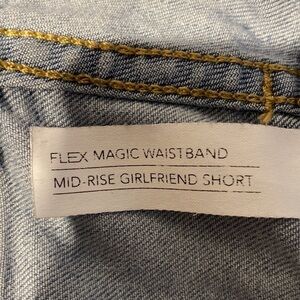 FLEX MAGIC WAISTBAND
MID-RISE GIRLFRIEND SHORT